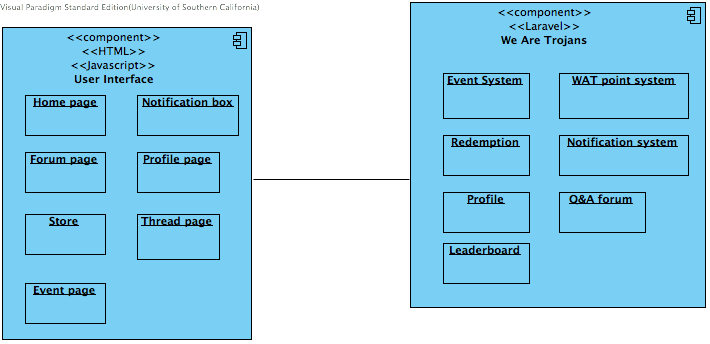 Visual Paradigm Standard Edition(University of Southern California)
<<component>>
<<HTML>>
<<Javascript>>
User Interface
Home page
Notification box
Forum page
Profile page
Store
Thread page
Event page
<<component>>
<<Laravel>>
We Are Trojans
Event System
WAT point system
Redemption
Notification system
Profile
Q&A forum
Leaderboard